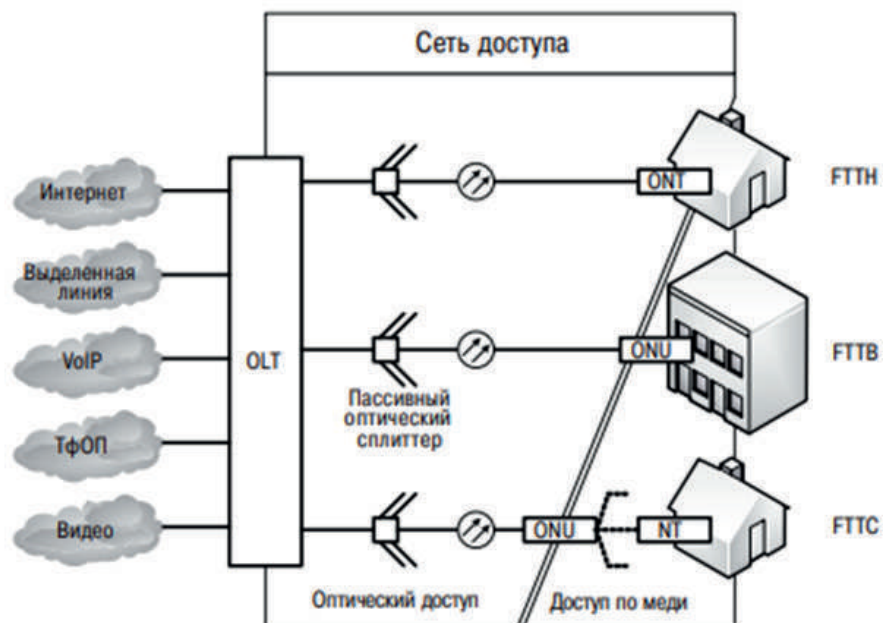 Сеть доступа
Интернет
Выделенная
линия
VoIP
ТфОП
Видео
OLT
Пассивный
оптический
сплиттер
ONT
FTTH
ONU
FTTB
ONU
NT
FTTC
Оптический доступ
Доступ по меди